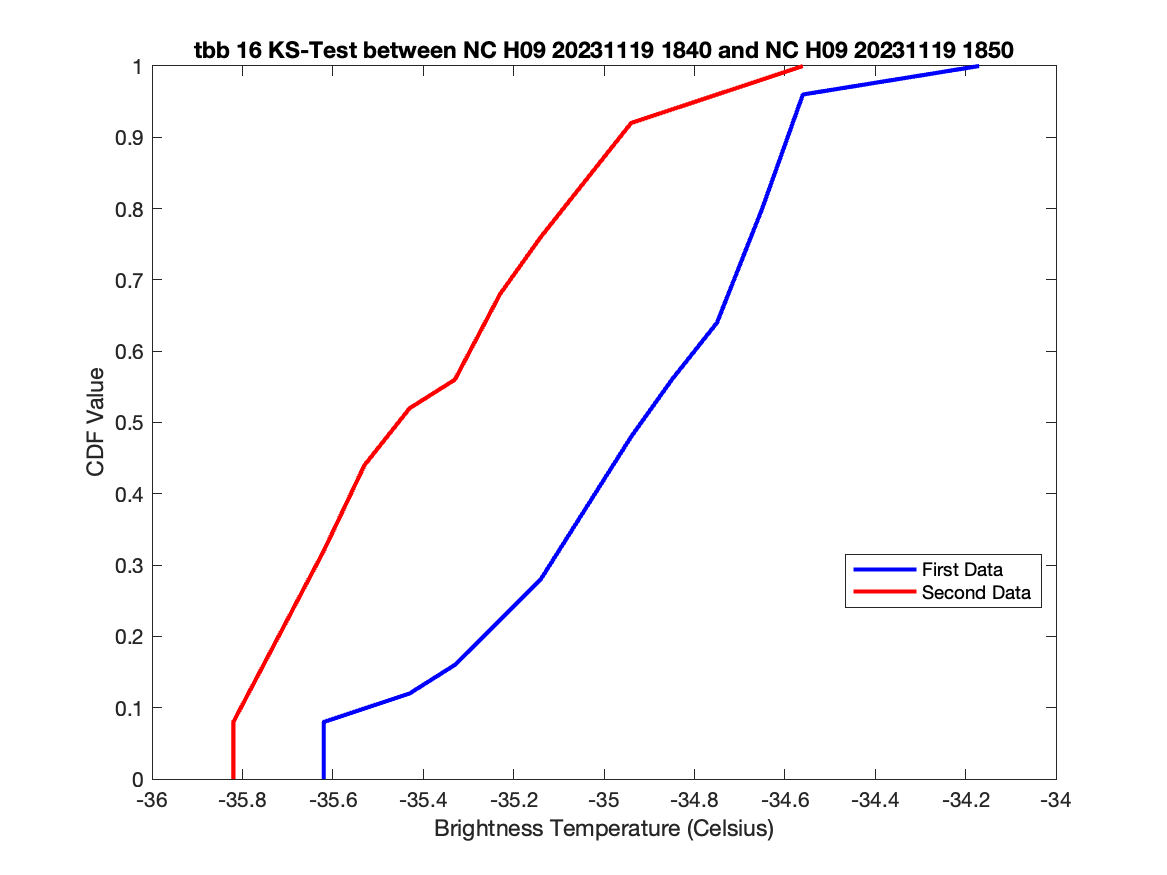 tbb 16 KS-Test between NC H09 20231119 1840 and NC H09 20231119 1850
1
0.9
0.8
0.7
0.6
0.5
0.4
0.3
0.2
0.1
0
CDF Value
First Data
Second Data
-36 -35.8 -35.6 -35.4 -35.2 -35 -34.8 -34.6 -34.4 -34.2 -34
Brightness Temperature (Celsius)